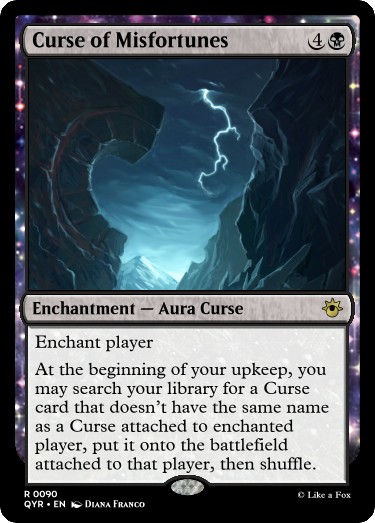 Curse of Misfortunes 4
Enchantment — Aura Curse
Enchant player
At the beginning of your upkeep, you
may search your library for a Curse
card that doesn't have the same name
as a Curse attached to enchanted
player, put it onto the battlefield
attached to that player, then shuffle.
R 0090
QYR • EN Diana Franco
© Like a Fox